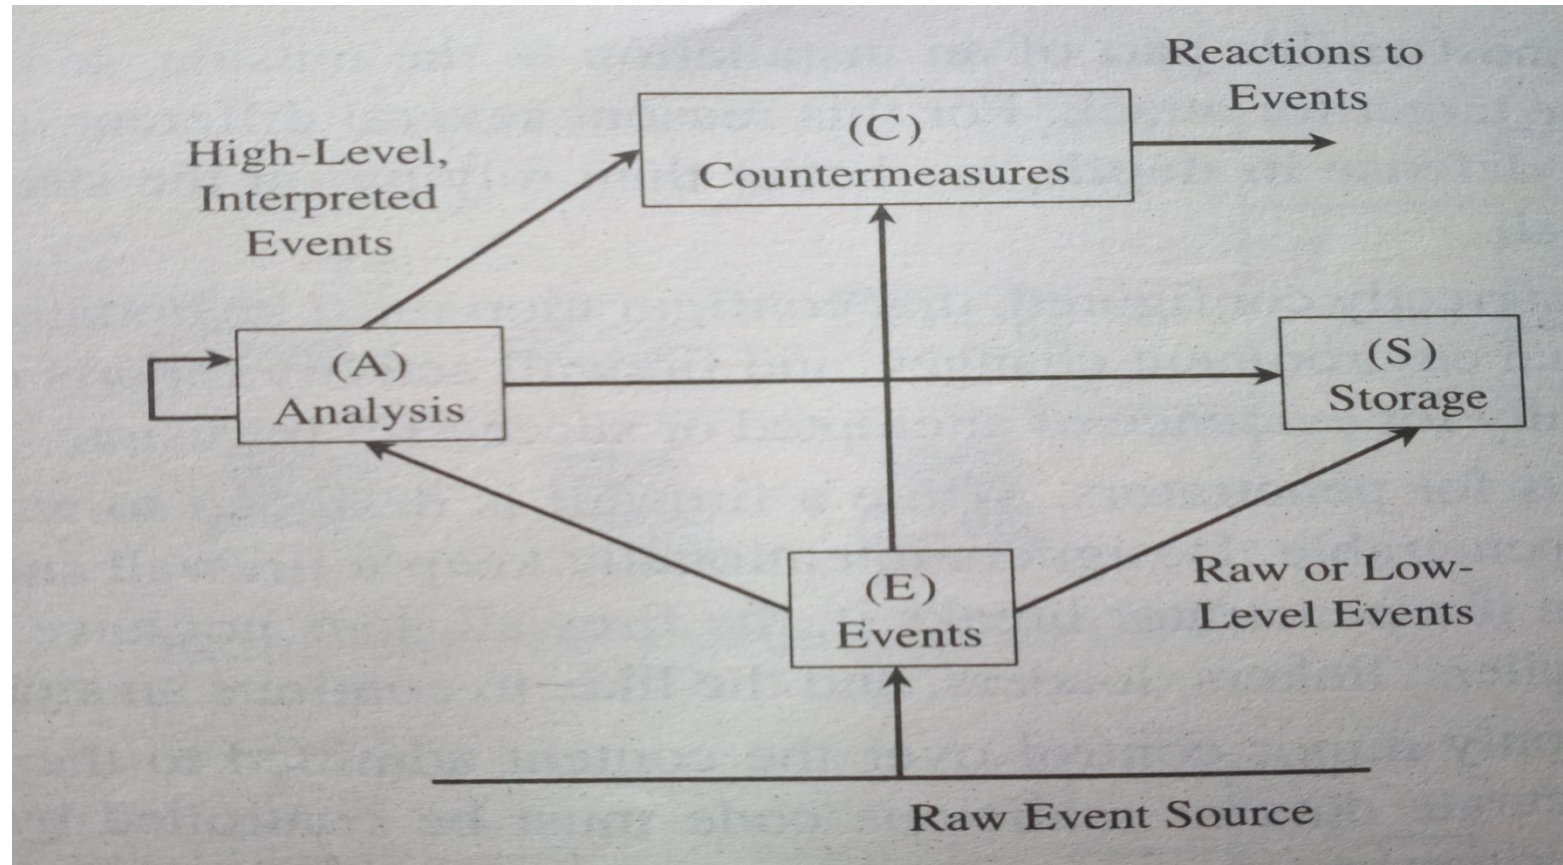 Reactions to
Events
(C)
Countermeasures
High-Level,
Interpreted
Events
(A)
Analysis
(S)
Storage
(E)
Events
Raw or Low-
Level Events
Raw Event Source